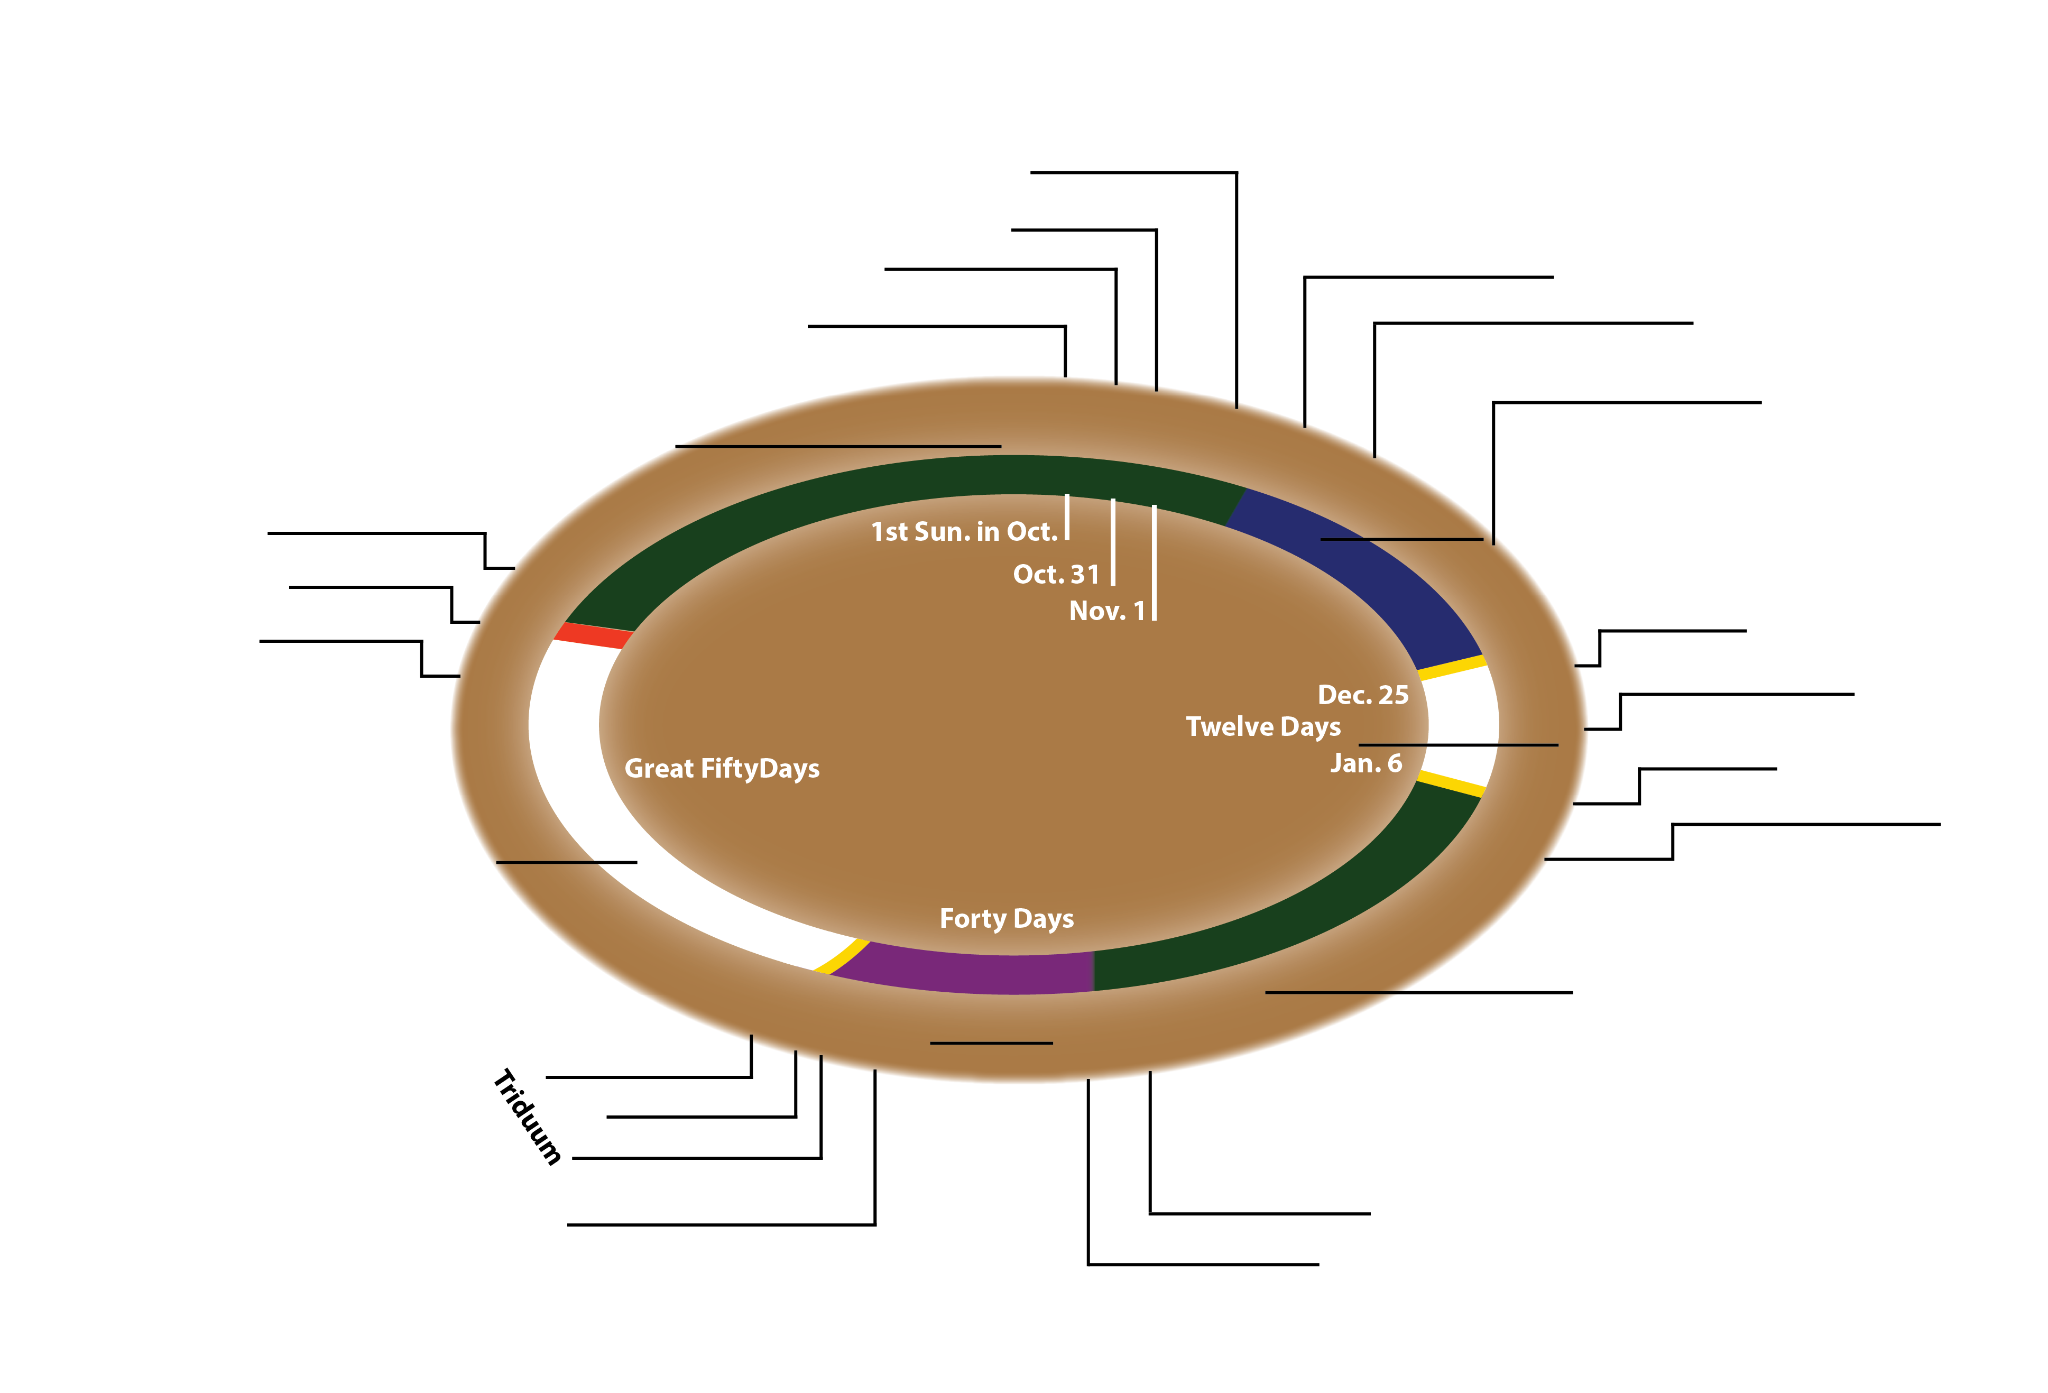 1st Sun. in Oct.
Oct. 31
Nov. 1
Dec. 25
Twelve Days
Jan. 6
Great FiftyDays
Forty Days
Triduum